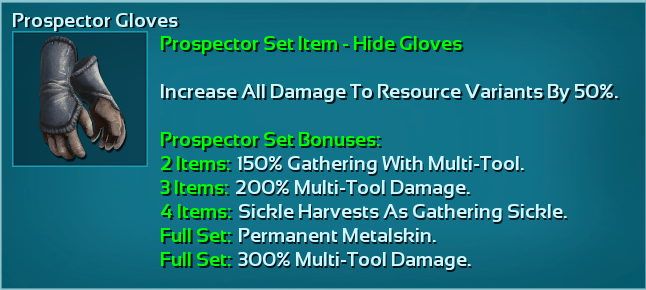 Prospector Gloves
Prospector Set Item - Hide Gloves
Increase All Damage To Resource Variants By 50%.
Prospector Set Bonuses:
2 Items: 150% Gathering With Multi-Tool.
3 Items: 200% Multi-Tool Damage.
4 Items: Sickle Harvests As Gathering Sickle.
Full Set: Permanent Metalskin.
Full Set: 300% Multi-Tool Damage.